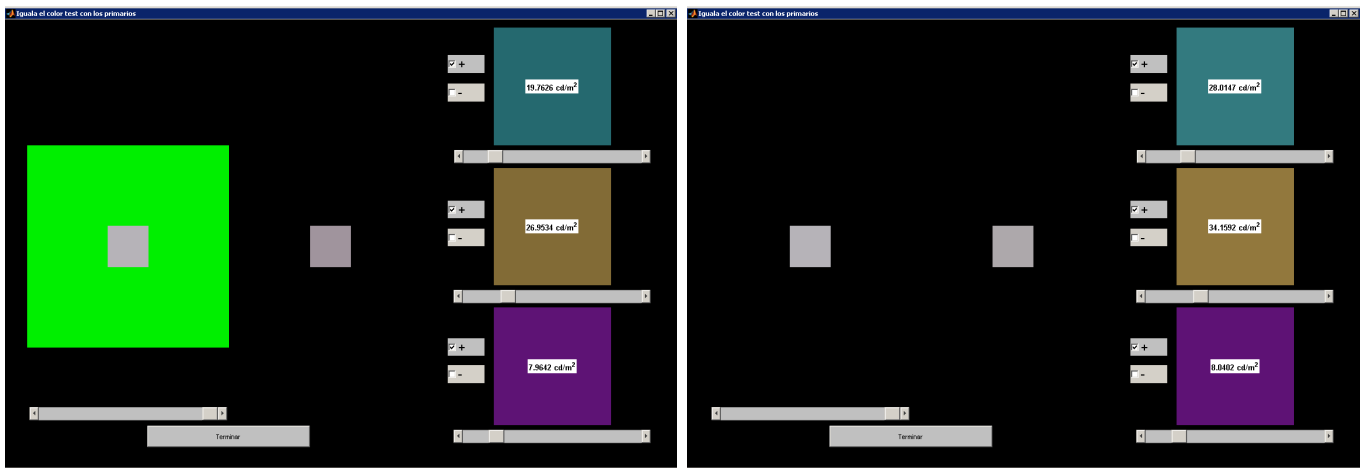 Iguala el color test con los primarios
+
-
19.7626 cd/m²
+
-
26.9534 cd/m²
+
-
7.9642 cd/m²
Terminar
Iguala el color test con los primarios
+
-
28.0147 cd/m²
+
-
34.1592 cd/m²
+
-
8.0402 cd/m²
Terminar